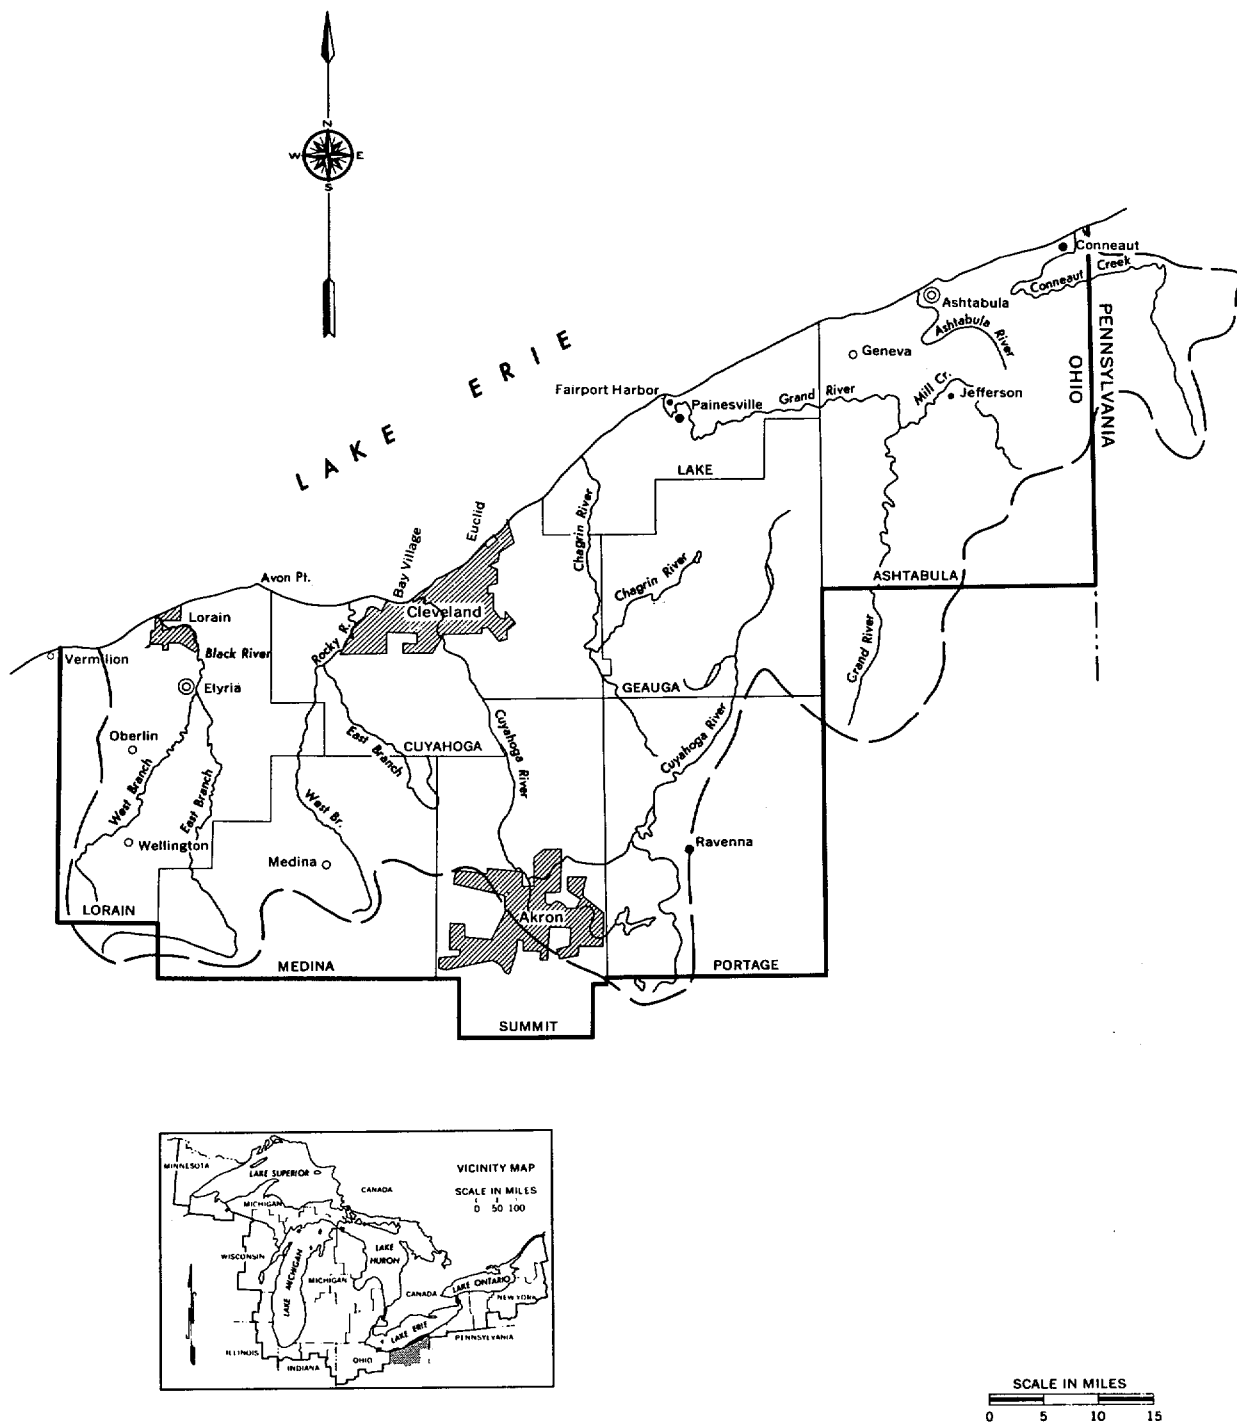 N
W E
S
LAKE ERIE
Conneaut
Conneaut Creek
Ashtabula
Ashtabula River
PENNSYLVANIA
OHIO
Geneva
Mill Cr.
Jefferson
Fairport Harbor
Painesville
Grand River
LAKE
Chagrin River
Euclid
Bay Village
Avon Pt.
Chagrin River
ASHTABULA
Cleveland
Lorain
Rocky R.
Black River
Vermilion
Grand River
Elyria
GEAUGA
Oberlin
CUYAHOGA
East Branch
Cuyahoga River
Cuyahoga River
West Branch
East Branch
West Br.
Wellington
Medina
Ravenna
LORAIN
Akron
MEDINA
PORTAGE
SUMMIT
VICINITY MAP
SCALE IN MILES
0 50 100
MINNESOTA
LAKE SUPERIOR
CANADA
MICHIGAN
WISCONSIN
LAKE MICHIGAN
MICHIGAN
LAKE
HURON
CANADA
LAKE ONTARIO
NEW YORK
LAKE ERIE
PENNSYLVANIA
ILLINOIS
INDIANA
OHIO
SCALE IN MILES
0 5 10 15